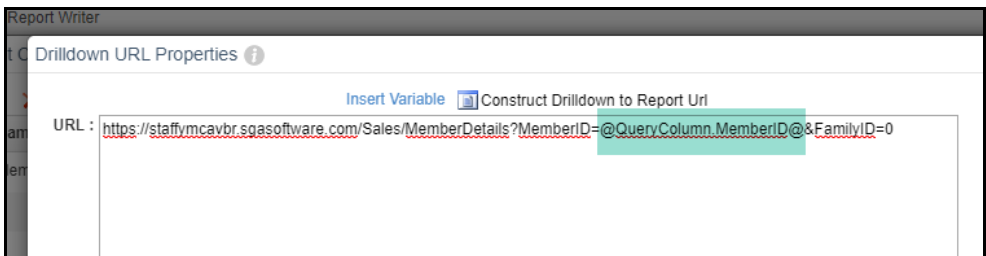 Report Writer
Drilldown URL Properties
Insert Variable Construct Drilldown to Report Url
URL : https://staffymcavbr.sgasoftware.com/Sales/MemberDetails?MemberID=@QueryColumn.MemberID@&FamilyID=0